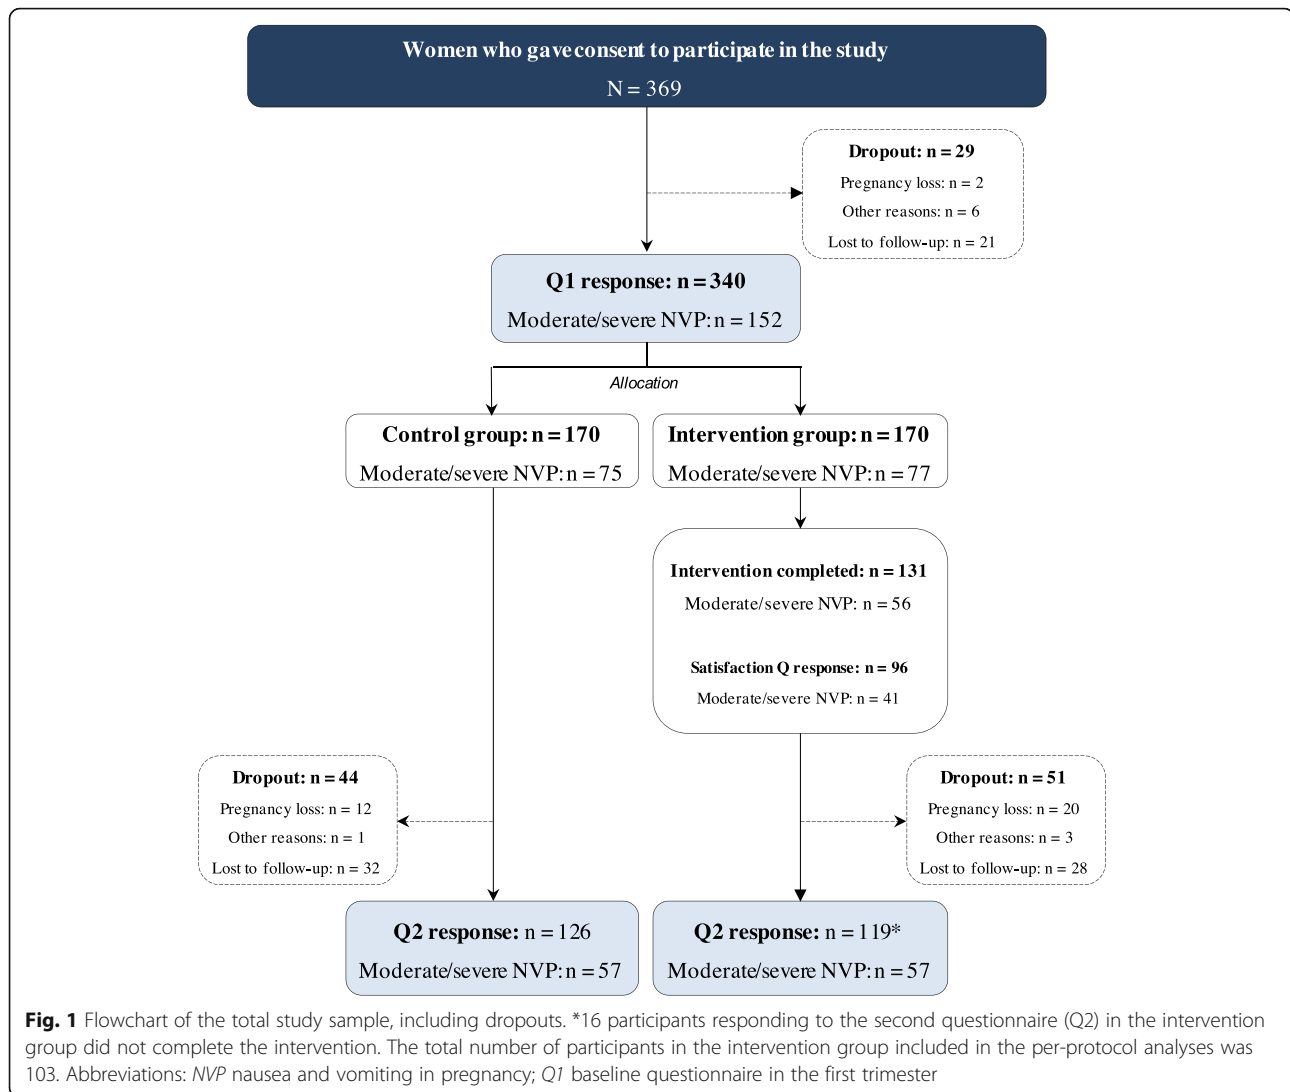 Women who gave consent to participate in the study
N = 369
Dropout: n = 29
Pregnancy loss: n = 2
Other reasons: n = 6
Lost to follow-up: n = 21
Q1 response: n = 340
Moderate/severe NVP: n = 152
Allocation
Control group: n = 170
Moderate/severe NVP: n = 75
Intervention group: n = 170
Moderate/severe NVP: n = 77
Intervention completed: n = 131
Moderate/severe NVP: n = 56
Satisfaction Q response: n = 96
Moderate/severe NVP: n = 41
Dropout: n = 44
Pregnancy loss: n = 12
Other reasons: n = 1
Lost to follow-up: n = 32
Dropout: n = 51
Pregnancy loss: n = 20
Other reasons: n = 3
Lost to follow-up: n = 28
Q2 response: n = 126
Moderate/severe NVP: n = 57
Q2 response: n = 119*
Moderate/severe NVP: n = 57
Fig. 1 Flowchart of the total study sample, including dropouts. *16 participants responding to the second questionnaire (Q2) in the intervention
group did not complete the intervention. The total number of participants in the intervention group included in the per-protocol analyses was
103. Abbreviations: NVP nausea and vomiting in pregnancy; Q1 baseline questionnaire in the first trimester